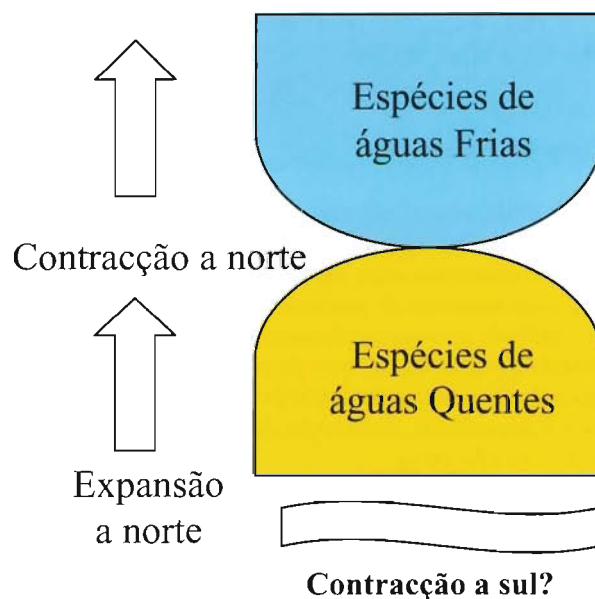 Espécies de
águas Frias
Contracção a norte
Espécies de
águas Quentes
Expansão
a norte
Contracção a sul?